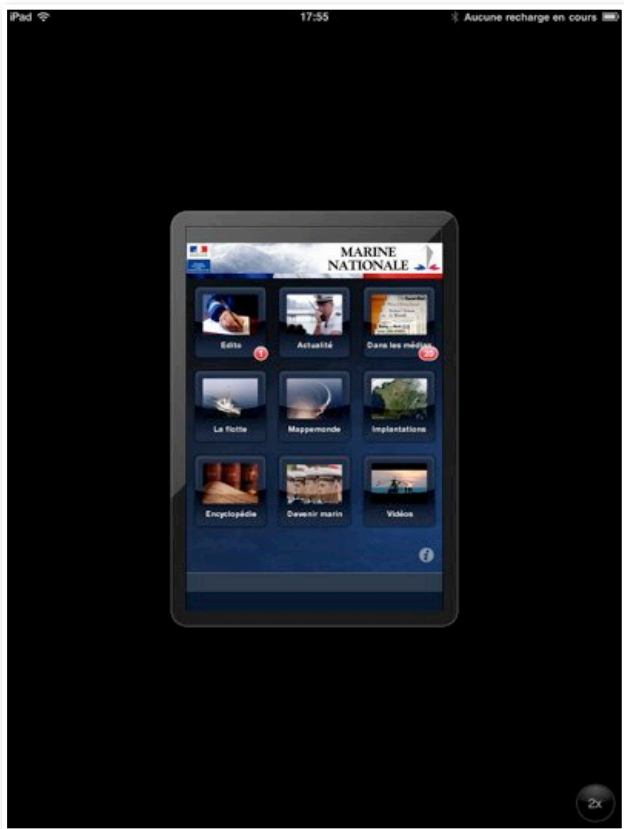 iPad 17:55 Aucune recharge en cours
MARINE
NATIONALE
Edito Actualité Dans les médias
1 20
La flotte Mappemonde Implantations
Encyclopédie Devenir marin Vidéos
i
2x